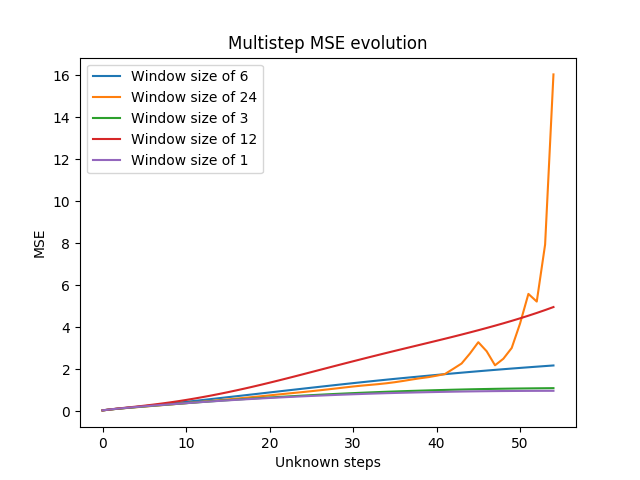 Multistep MSE evolution
Window size of 6
Window size of 24
Window size of 3
Window size of 12
Window size of 1
MSE
16
14
12
10
8
6
4
2
0
0 10 20 30 40 50
Unknown steps